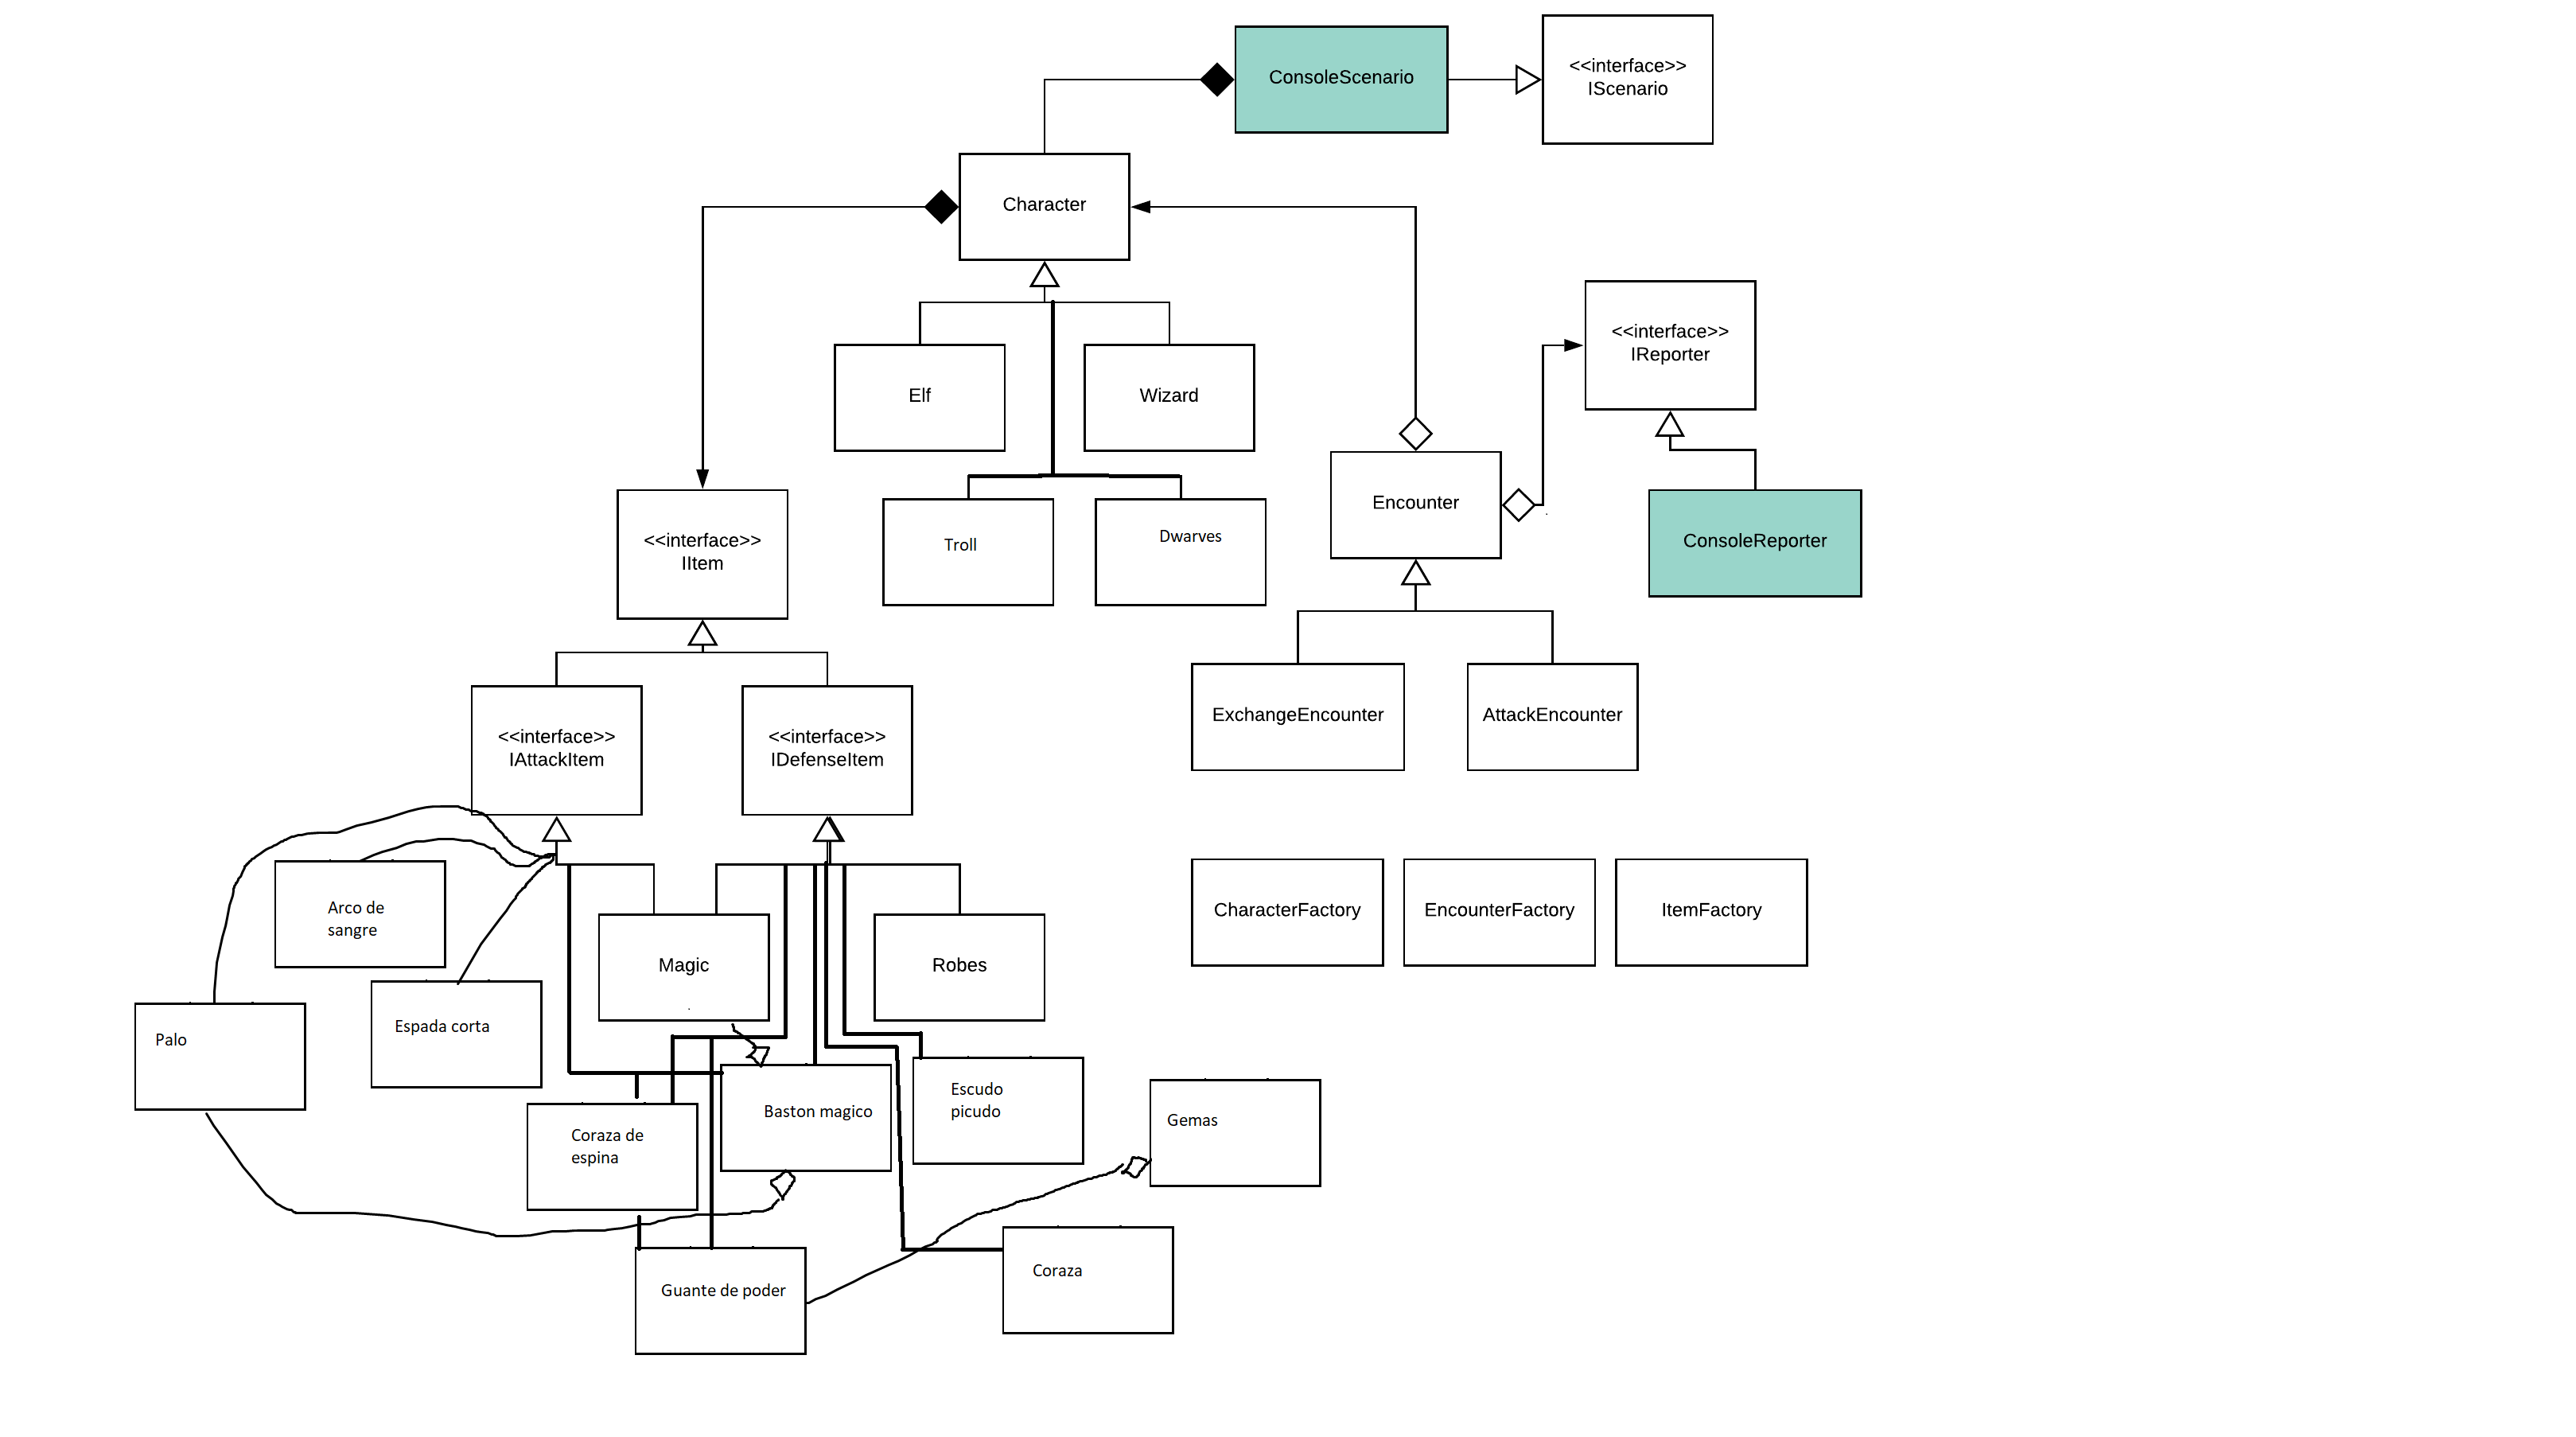 ConsoleScenario
<<interface>>
IScenario
Character
<<interface>>
IReporter
Elf
Wizard
Encounter
<<interface>>
IItem
Troll
Dwarves
ConsoleReporter
<<interface>>
IAttackItem
<<interface>>
IDefenseItem
ExchangeEncounter
AttackEncounter
Arco de
sangre
Magic
Robes
CharacterFactory
EncounterFactory
ItemFactory
Palo
Espada corta
Coraza de
espina
Baston magico
Escudo
picudo
Gemas
Guante de poder
Coraza